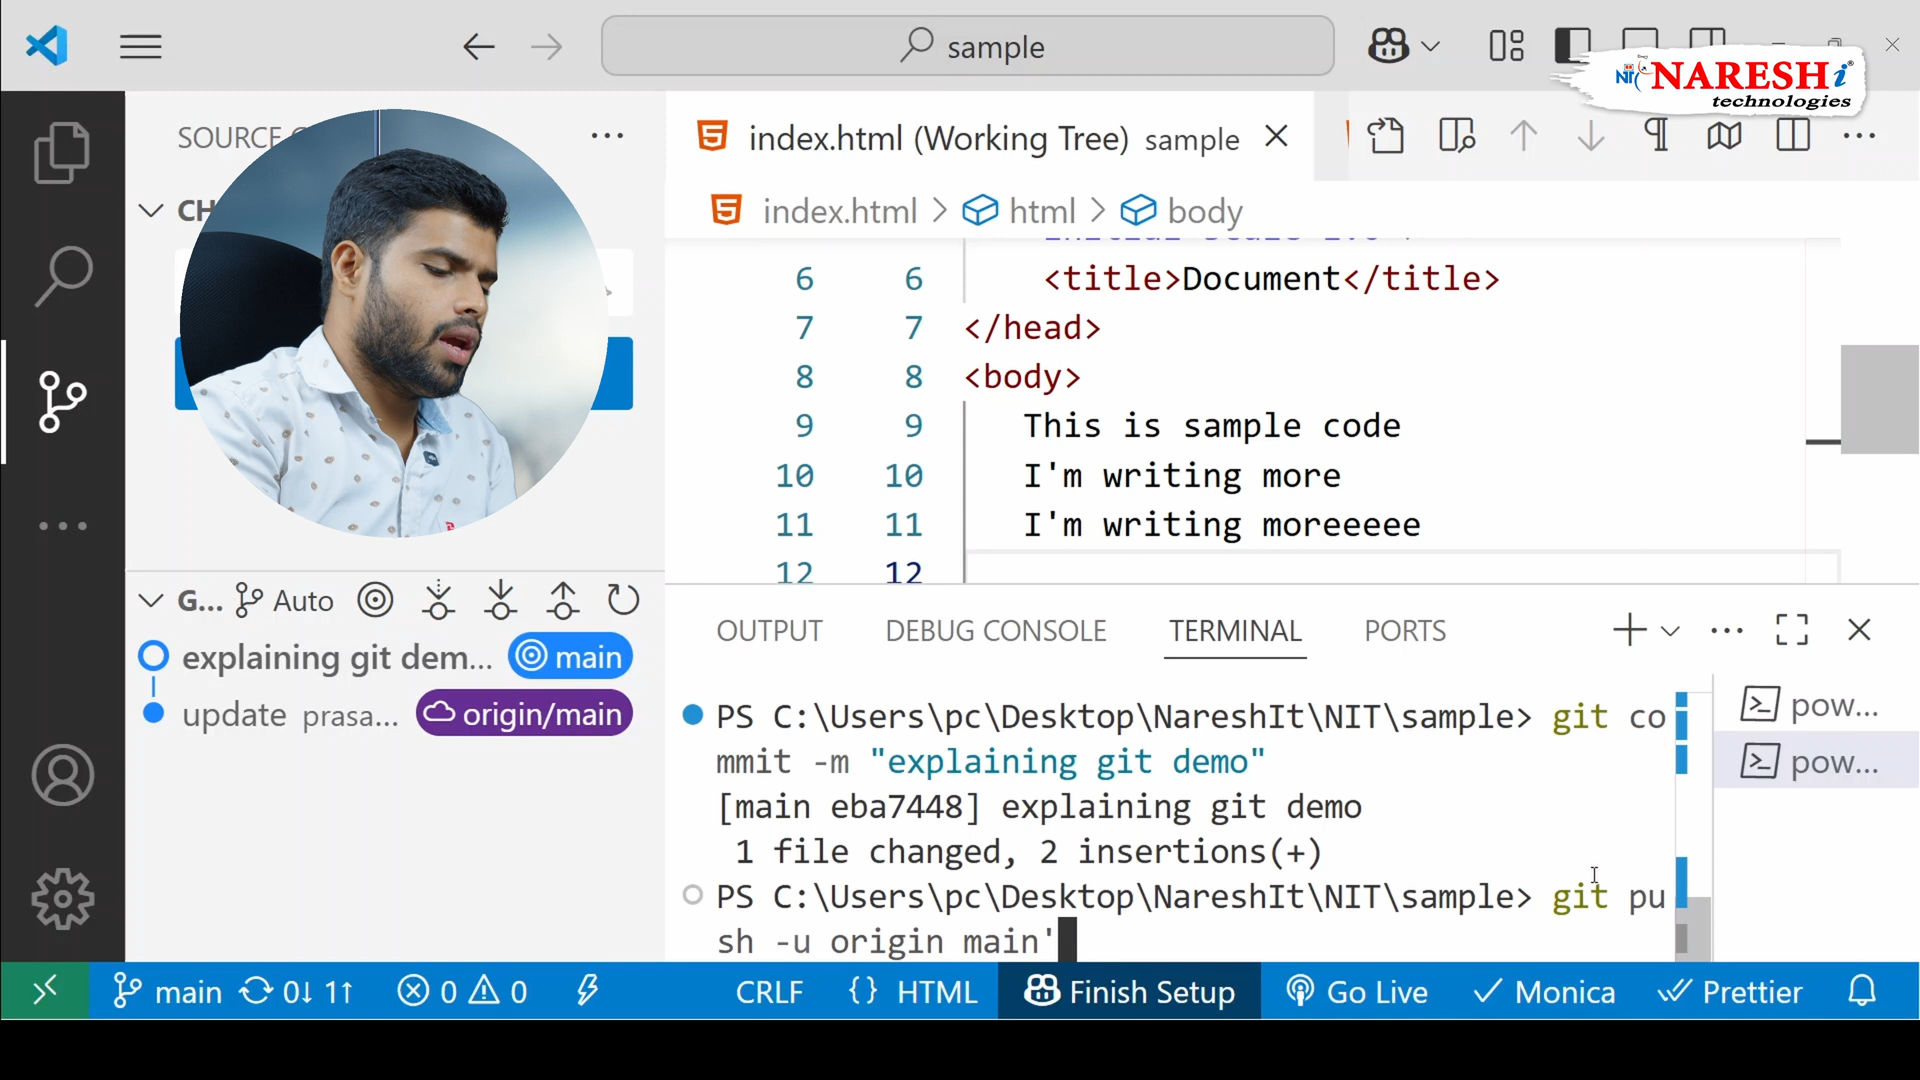 sample
NARESHi
technologies
SOURCE
index.html (Working Tree) sample
CH
index.html > html > body
6 6 <title>Document</title>
7 7 </head>
8 8 <body>
9 9 This is sample code
10 10 I'm writing more
11 11 I'm writing moreeeee
12 12
G... Auto
explaining git dem... main
update prasa... origin/main
OUTPUT DEBUG CONSOLE TERMINAL PORTS
PS C:\Users\pc\Desktop\NareshIt\NIT\sample> git co
mmit -m "explaining git demo"
[main eba7448] explaining git demo
1 file changed, 2 insertions(+)
PS C:\Users\pc\Desktop\NareshIt\NIT\sample> git pu
sh -u origin main'
pow...
pow...
main 0↓ 1↑ 0 0 CRLF {} HTML Finish Setup Go Live Monica Prettier